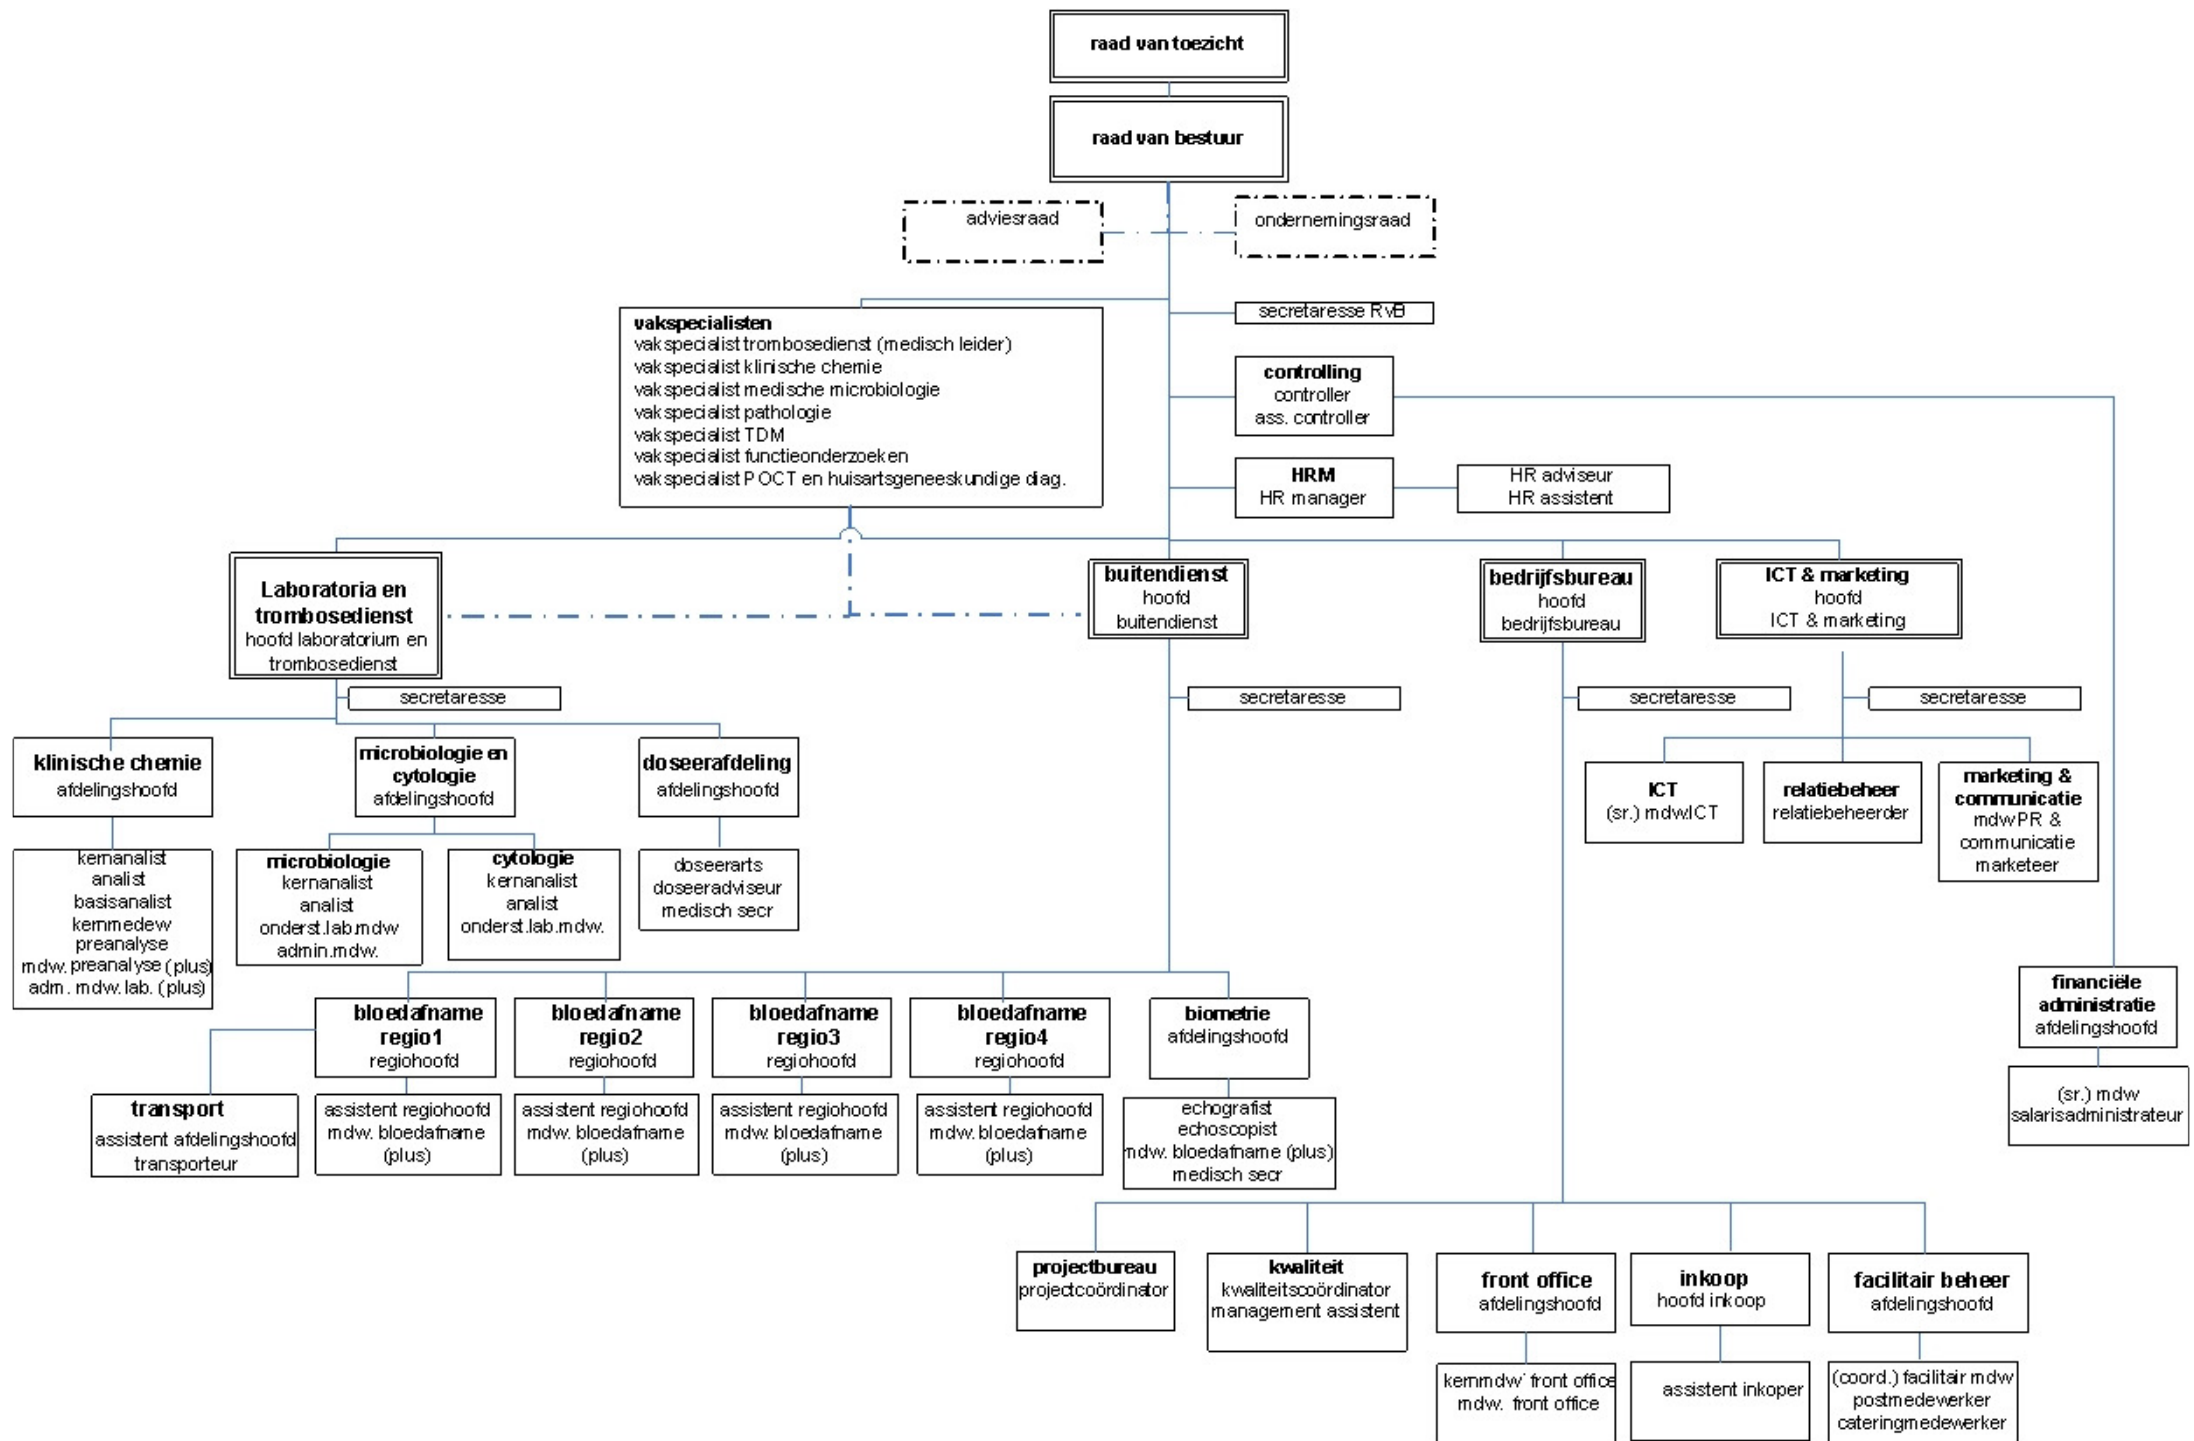 raad van toezicht
raad van bestuur
adviesraad
ondernemingsraad
vakspecialisten
vakspecialist trombosedienst (medisch leider)
vakspecialist klinische chemie
vakspecialist medische microbiologie
vakspecialist pathologie
vakspecialist TDM
vakspecialist functieonderzoeken
vakspecialist POCT en huisartsgeneeskundige diag.
secretaresse RvB
controlling
controller
ass. controller
HRM
HR manager
HR adviseur
HR assistent
Laboratoria en
trombosedienst
hoofd laboratorium en
trombosedienst
buitendienst
hoofd
buitendienst
bedrijfsbureau
hoofd
bedrijfsbureau
ICT & marketing
hoofd
ICT & marketing
secretaresse
secretaresse
secretaresse
secretaresse
klinische chemie
afdelingshoofd
microbiologie en
cytologie
afdelingshoofd
doseerafdeling
afdelingshoofd
ICT
(sr.) mdw.ICT
relatiebeheer
relatiebeheerder
marketing &
communicatie
mdw PR &
communicatie
marketeer
kernanalist
analist
basisanalist
kernmedew
preanalyse
mdw. preanalyse (plus)
adm. mdw. lab. (plus)
microbiologie
kernanalist
analist
onderst.lab.mdw
admin.mdw.
cytologie
kernanalist
analist
onderst.lab.mdw.
doseerarts
doseeradviseur
medisch secr
bloedafname
regio1
regiohoofd
bloedafname
regio2
regiohoofd
bloedafname
regio3
regiohoofd
bloedafname
regio4
regiohoofd
biometrie
afdelingshoofd
financiële
administratie
afdelingshoofd
transport
assistent afdelingshoofd
transporteur
assistent regiohoofd
mdw. bloedafname
(plus)
assistent regiohoofd
mdw. bloedafname
(plus)
assistent regiohoofd
mdw. bloedafname
(plus)
assistent regiohoofd
mdw. bloedafname
(plus)
echografist
echoscopist
mdw. bloedafname (plus)
medisch secr
(sr.) mdw
salarisadministrateur
projectbureau
projectcoördinator
kwaliteit
kwaliteitscoördinator
management assistent
front office
afdelingshoofd
inkoop
hoofd inkoop
facilitair beheer
afdelingshoofd
kernmdw' front office
mdw. front office
assistent inkoper
(coord.) facilitair mdw
postmedewerker
cateringmedewerker